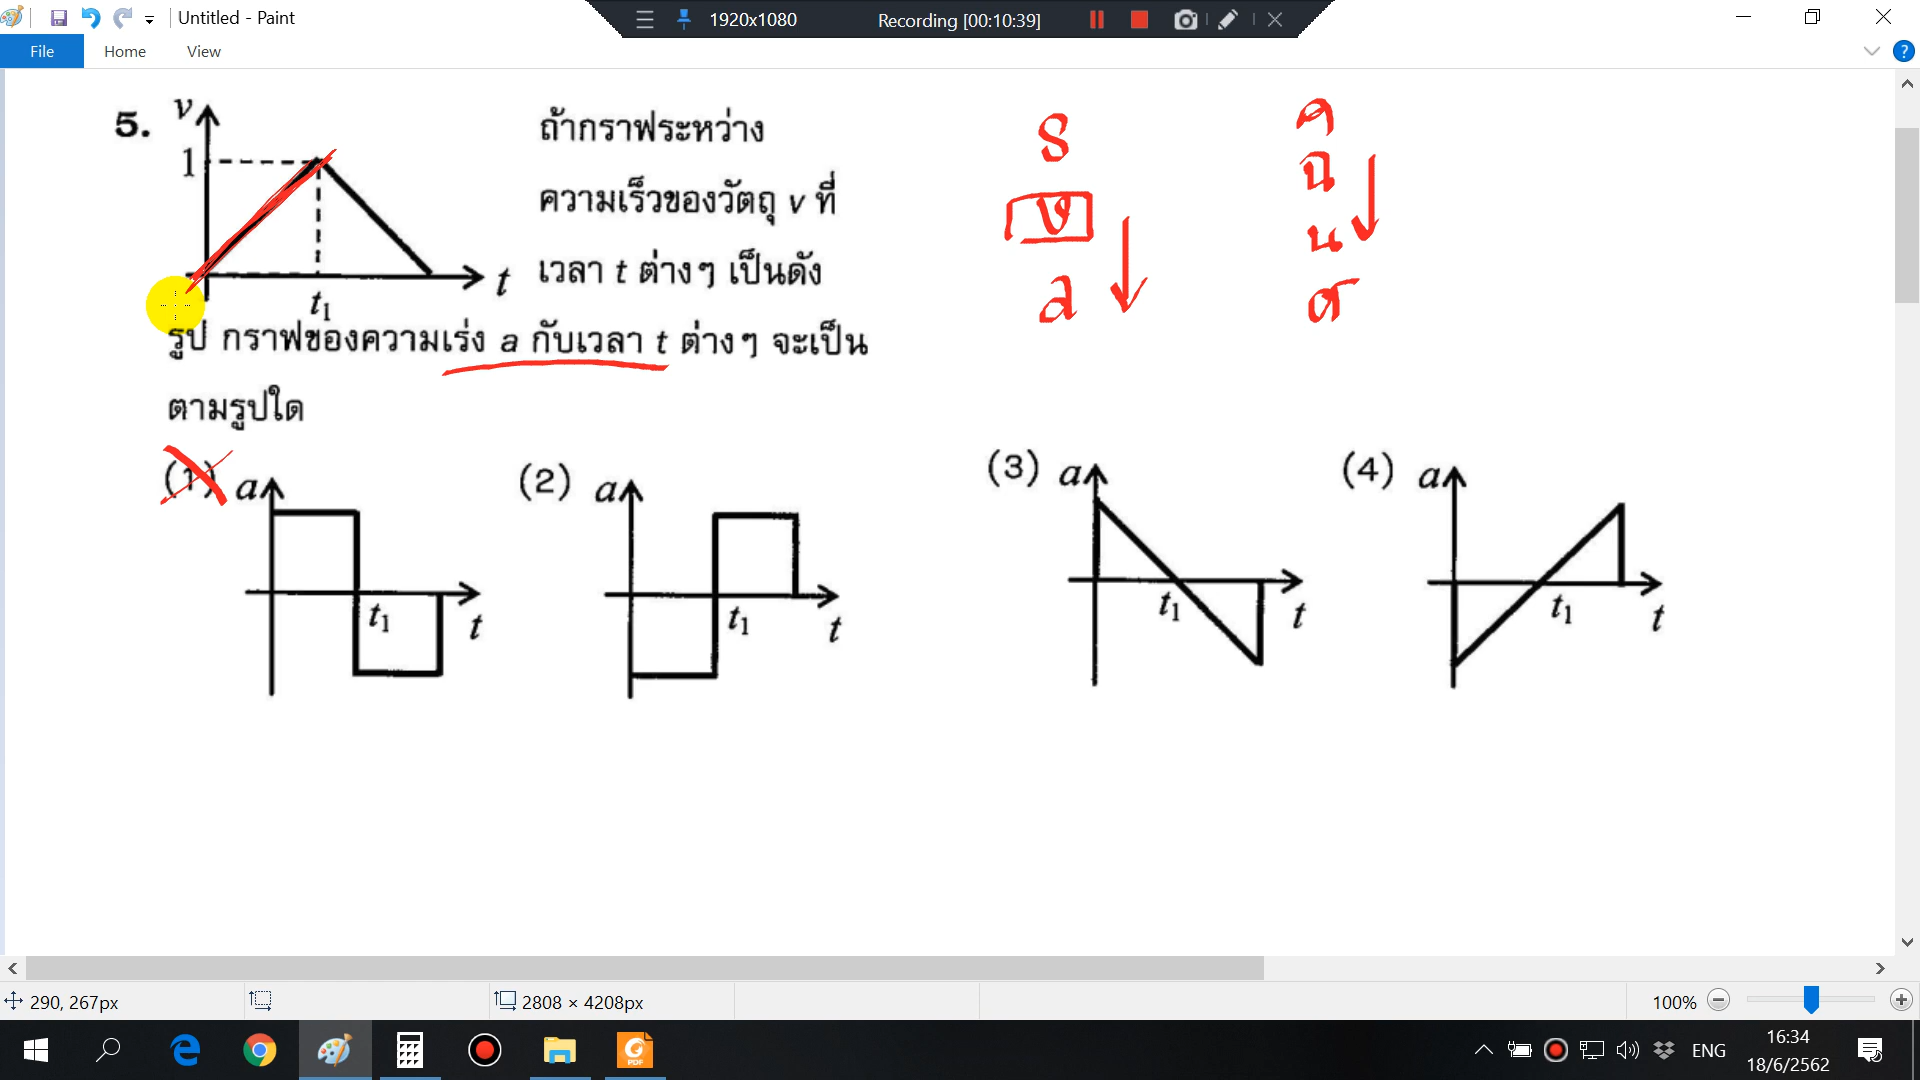 Untitled - Paint
1920x1080
Recording [00:10:39]
File
Home
View
5.
v
1
t
t1
ถ้ากราฟระหว่าง
ความเร็วของวัตถุ v ที่
เวลา t ต่างๆ เป็นดัง
รูป กราฟของความเร่ง a กับเวลา t ต่างๆ จะเป็น
ตามรูปใด
S
v
a
ค
ฉ
น
ศ
(1)
a
t1
t
(2)
a
t1
t
(3)
a
t1
t
(4)
a
t1
t
290, 267px
2808 × 4208px
100%
PDF
ENG
16:34
18/6/2562